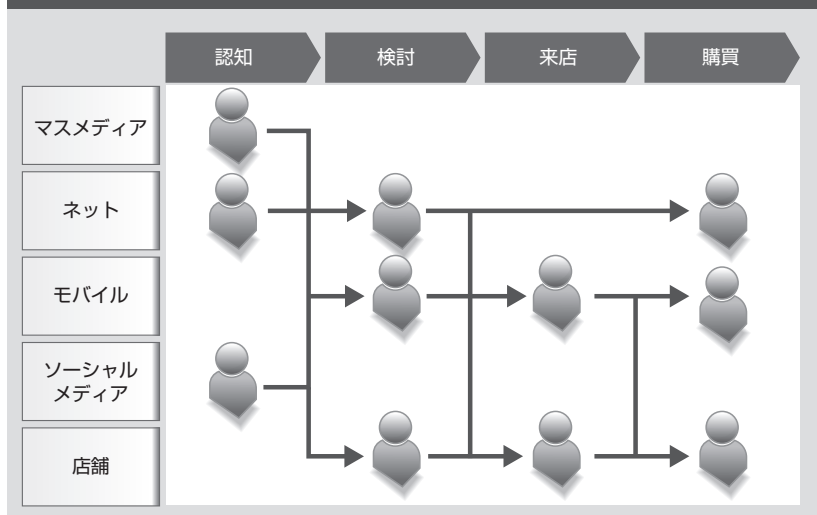 認知
検討
来店
購買
マスメディア
ネット
モバイル
ソーシャル
メディア
店舗